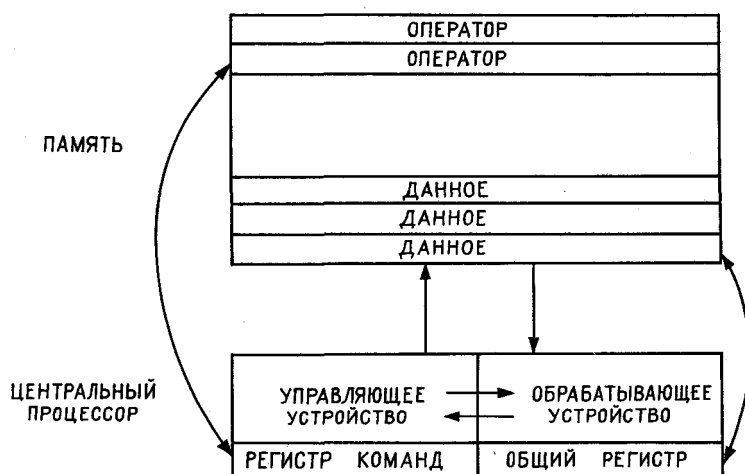 ОПЕРАТОР
ОПЕРАТОР
ПАМЯТЬ
ДАННОЕ
ДАННОЕ
ДАННОЕ
ЦЕНТРАЛЬНЫЙ
ПРОЦЕССОР
УПРАВЛЯЮЩЕЕ
УСТРОЙСТВО
ОБРАБАТЫВАЮЩЕЕ
УСТРОЙСТВО
РЕГИСТР КОМАНД
ОБЩИЙ РЕГИСТР